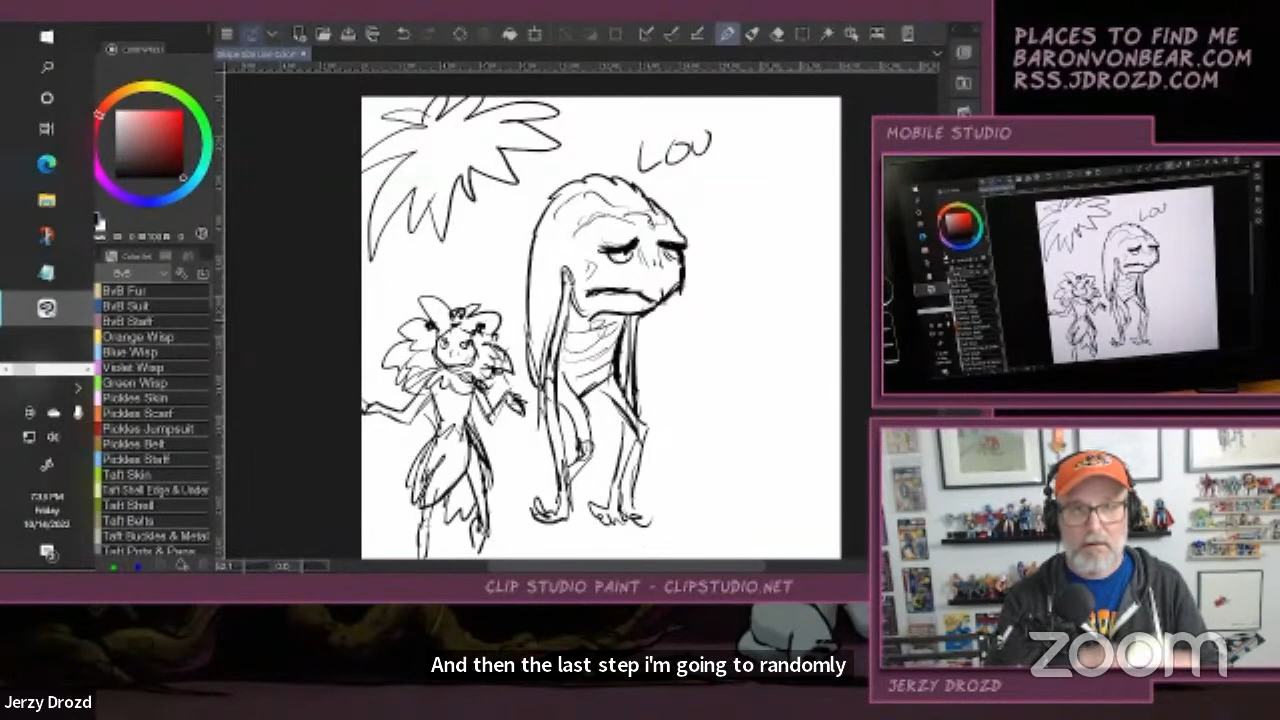 PLACES TO FIND ME
BARONVONBEAR.COM
RSS.JDROZD.COM
MOBILE STUDIO
LOU
LOU
BvB
BvB Fur
BvB Suit
BvB Staff
Orange Wisp
Blue Wisp
Violet Wisp
Green Wisp
Pickles Skin
Pickles Scarf
Pickles Jumpsuit
Pickles Belt
Pickles Staff
Taft Skin
Taft Shell Edge & Under
Taft Shell
Taft Belts
Taft Buckles & Metal
Friday
CLIP STUDIO PAINT - CLIPSTUDIO.NET
And then the last step i'm going to randomly
zoom
JERZY DROZD
Jerzy Drozd